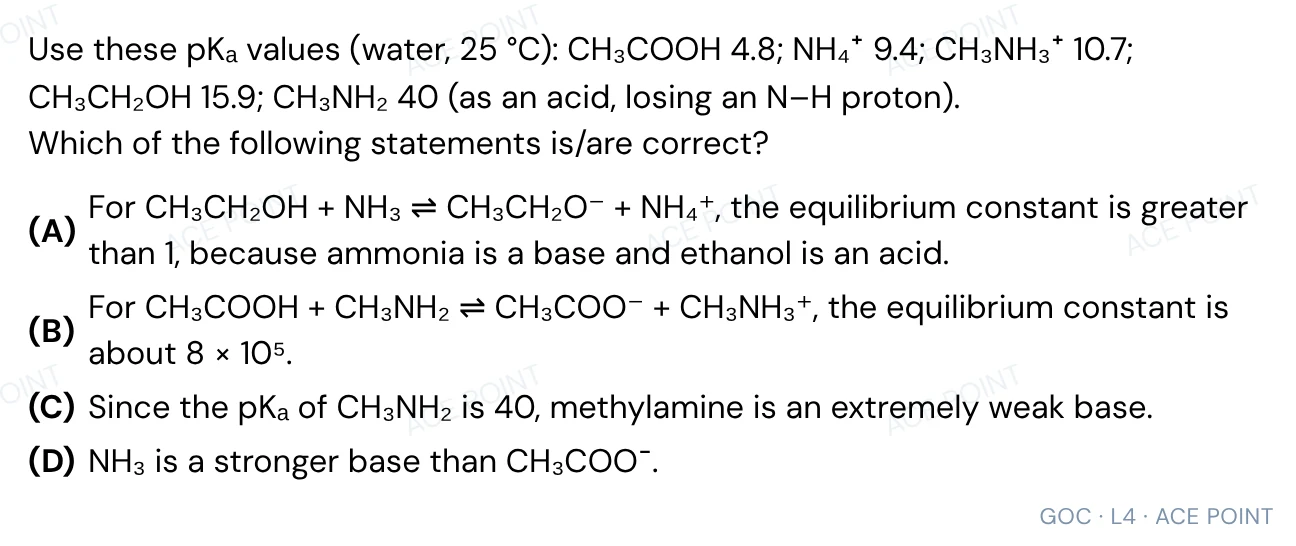 Use these pKₐ values (water, 25 °C): CH₃COOH 4.8; NH₄⁺ 9.4; CH₃NH₃⁺ 10.7;
CH₃CH₂OH 15.9; CH₃NH₂ 40 (as an acid, losing an N–H proton).
Which of the following statements is/are correct?
(A) For CH₃CH₂OH + NH₃ ⇌ CH₃CH₂O⁻ + NH₄⁺, the equilibrium constant is greater
than 1, because ammonia is a base and ethanol is an acid.
(B) For CH₃COOH + CH₃NH₂ ⇌ CH₃COO⁻ + CH₃NH₃⁺, the equilibrium constant is
about 8 × 10⁵.
(C) Since the pKₐ of CH₃NH₂ is 40, methylamine is an extremely weak base.
(D) NH₃ is a stronger base than CH₃COO⁻.
GOC · L4 · ACE POINT